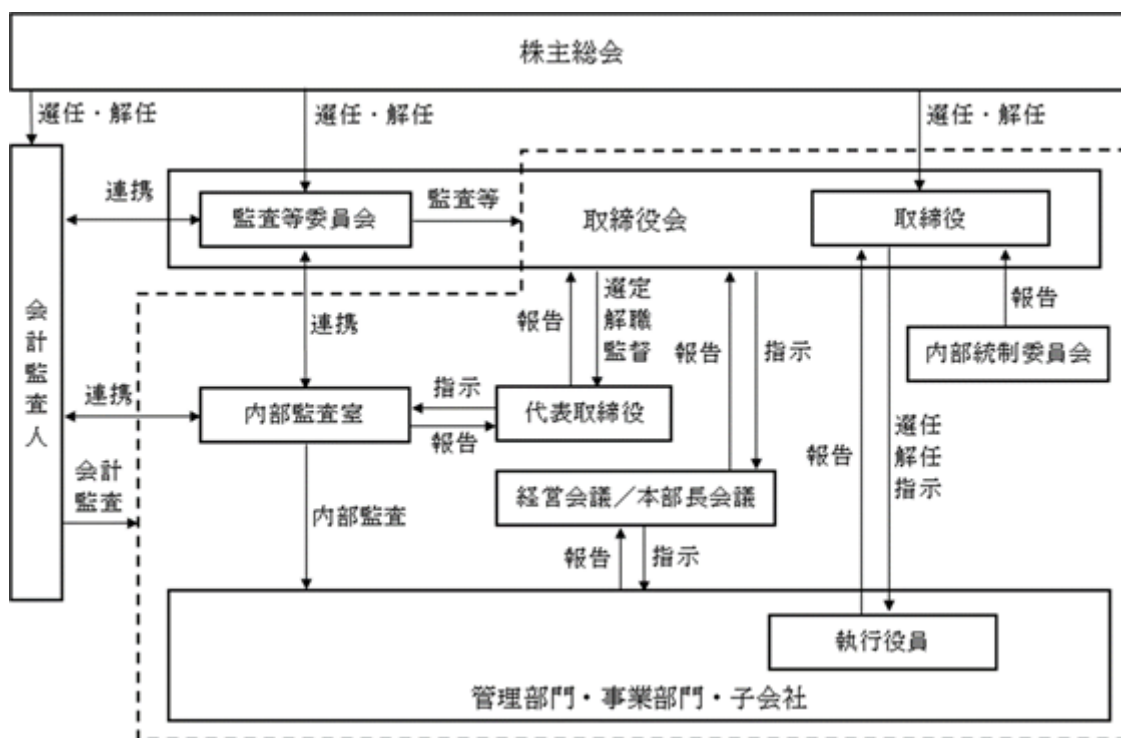 株主総会
選任・解任
選任・解任
選任・解任
連携
監査等委員会
監査等
取締役会
取締役
会計監査人
連携
報告
選定
解職
監督
報告
指示
報告
内部統制委員会
連携
内部監査室
指示
報告
代表取締役
会計
監査
内部監査
経営会議/本部長会議
報告
選任
解任
指示
報告
指示
執行役員
管理部門・事業部門・子会社